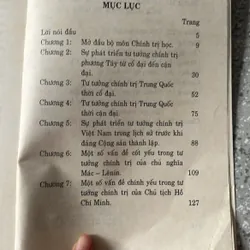 MỤC LỤC
Trang
Lời nói đầu 5
Chương 1: Mở đầu bộ môn Chính trị học. 9
Chương 2: Sự phát triển tư tưởng chính trị
phương Tây từ cổ đại đến cận
đại. 20
Chương 3: Tư tưởng chính trị Trung Quốc
thời cổ đại. 52
Chương 4: Tư tưởng chính trị Trung Quốc
thời cận đại. 75
Chương 5: Sự phát triển tư tưởng chính trị
Việt Nam trong lịch sử trước khi
đảng Cộng sản thành lập. 88
Chương 6: Một số vấn đề cốt yếu trong tư
tưởng chính trị của chủ nghĩa
Mác – Lênin. 109
Chương 7: Một số vấn đề chính yếu trong tư
tưởng chính trị của Chủ tịch Hồ
Chí Minh. 127